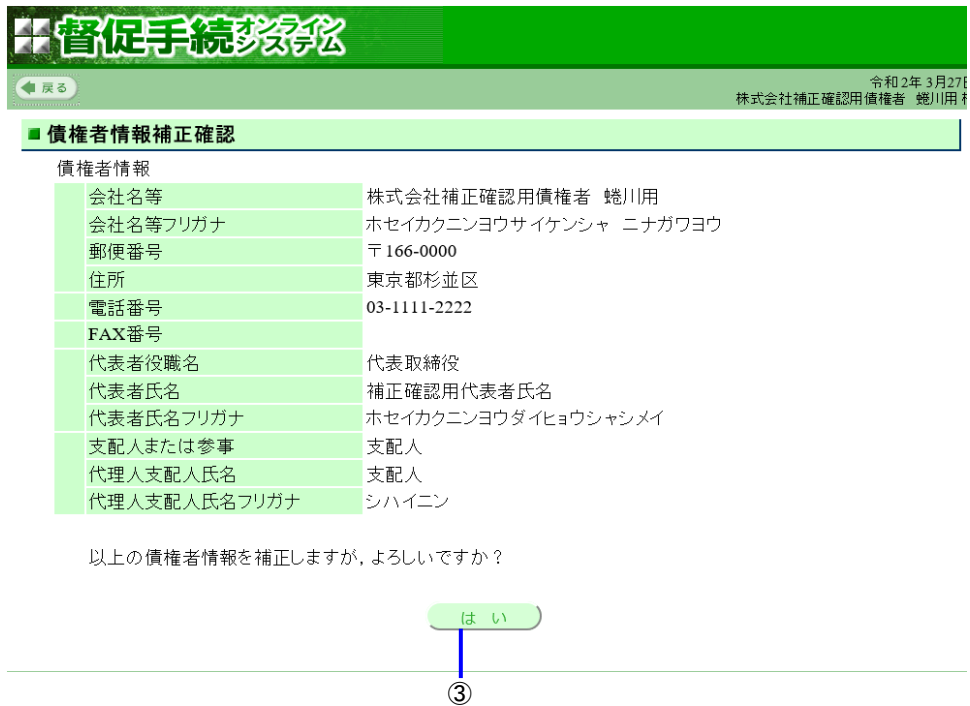 督促手続オンラインシステム
戻る
令和2年3月27日
株式会社補正確認用債権者 蜷川用
債権者情報補正確認
債権者情報
会社名等 株式会社補正確認用債権者 蜷川用
会社名等フリガナ ホセイカクニンヨウサイケンシャ ニナガワヨウ
郵便番号 〒166-0000
住所 東京都杉並区
電話番号 03-1111-2222
FAX番号
代表者役職名 代表取締役
代表者氏名 補正確認用代表者氏名
代表者氏名フリガナ ホセイカクニンヨウダイヒョウシャシメイ
支配人または参事 支配人
代理人支配人氏名 支配人
代理人支配人氏名フリガナ シハイニン
以上の債権者情報を補正しますが，よろしいですか？
はい
③